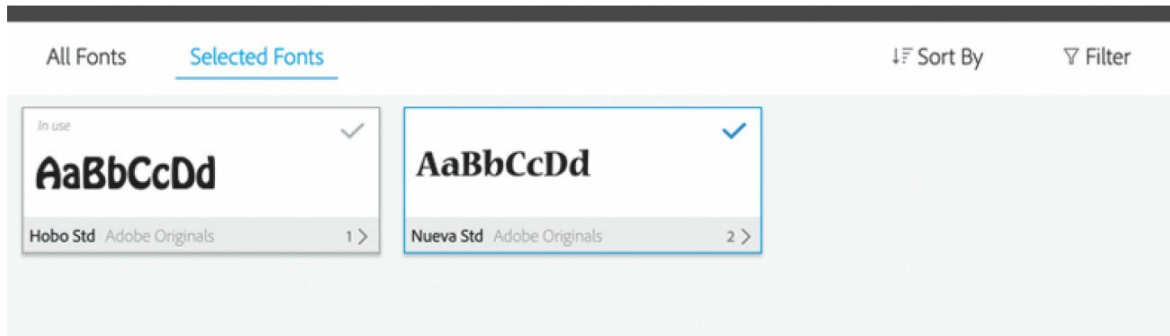 All Fonts Selected Fonts Sort By Filter
In use
AaBbCcDd AaBbCcDd
Hobo Std Adobe Originals 1 Nueva Std Adobe Originals 2